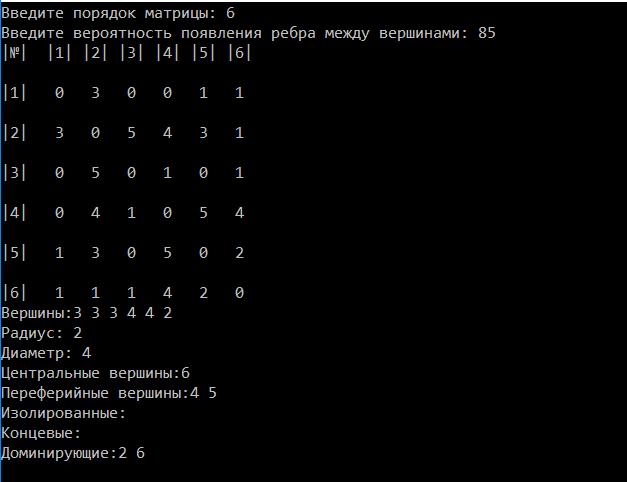 Введите порядок матрицы: 6
Введите вероятность появления ребра между вершинами: 85
|№|  |1| |2| |3| |4| |5| |6|
|1|   0   3   0   0   1   1
|2|   3   0   5   4   3   1
|3|   0   5   0   1   0   1
|4|   0   4   1   0   5   4
|5|   1   3   0   5   0   2
|6|   1   1   1   4   2   0
Вершины:3 3 3 4 4 2
Радиус: 2
Диаметр: 4
Центральные вершины:6
Переферийные вершины:4 5
Изолированные:
Концевые:
Доминирующие:2 6